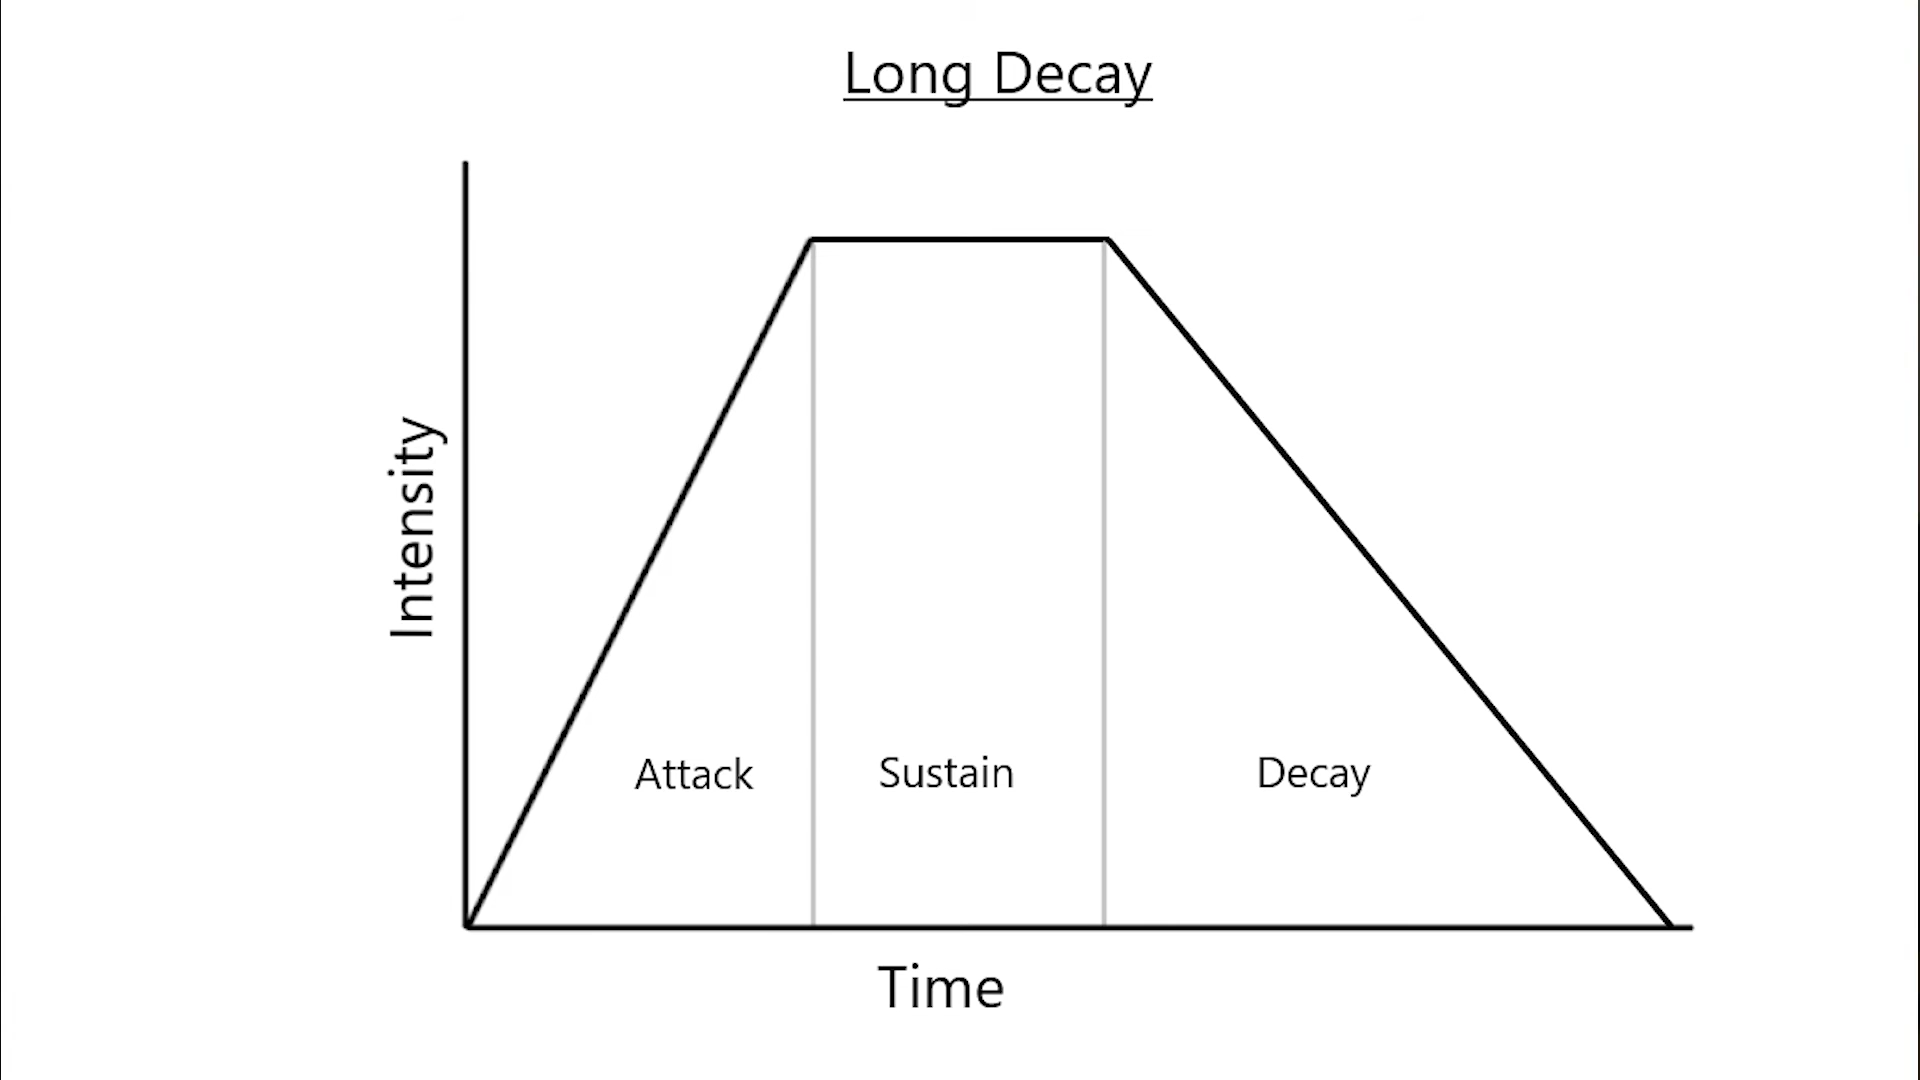 Long Decay
Intensity
Attack
Sustain
Decay
Time